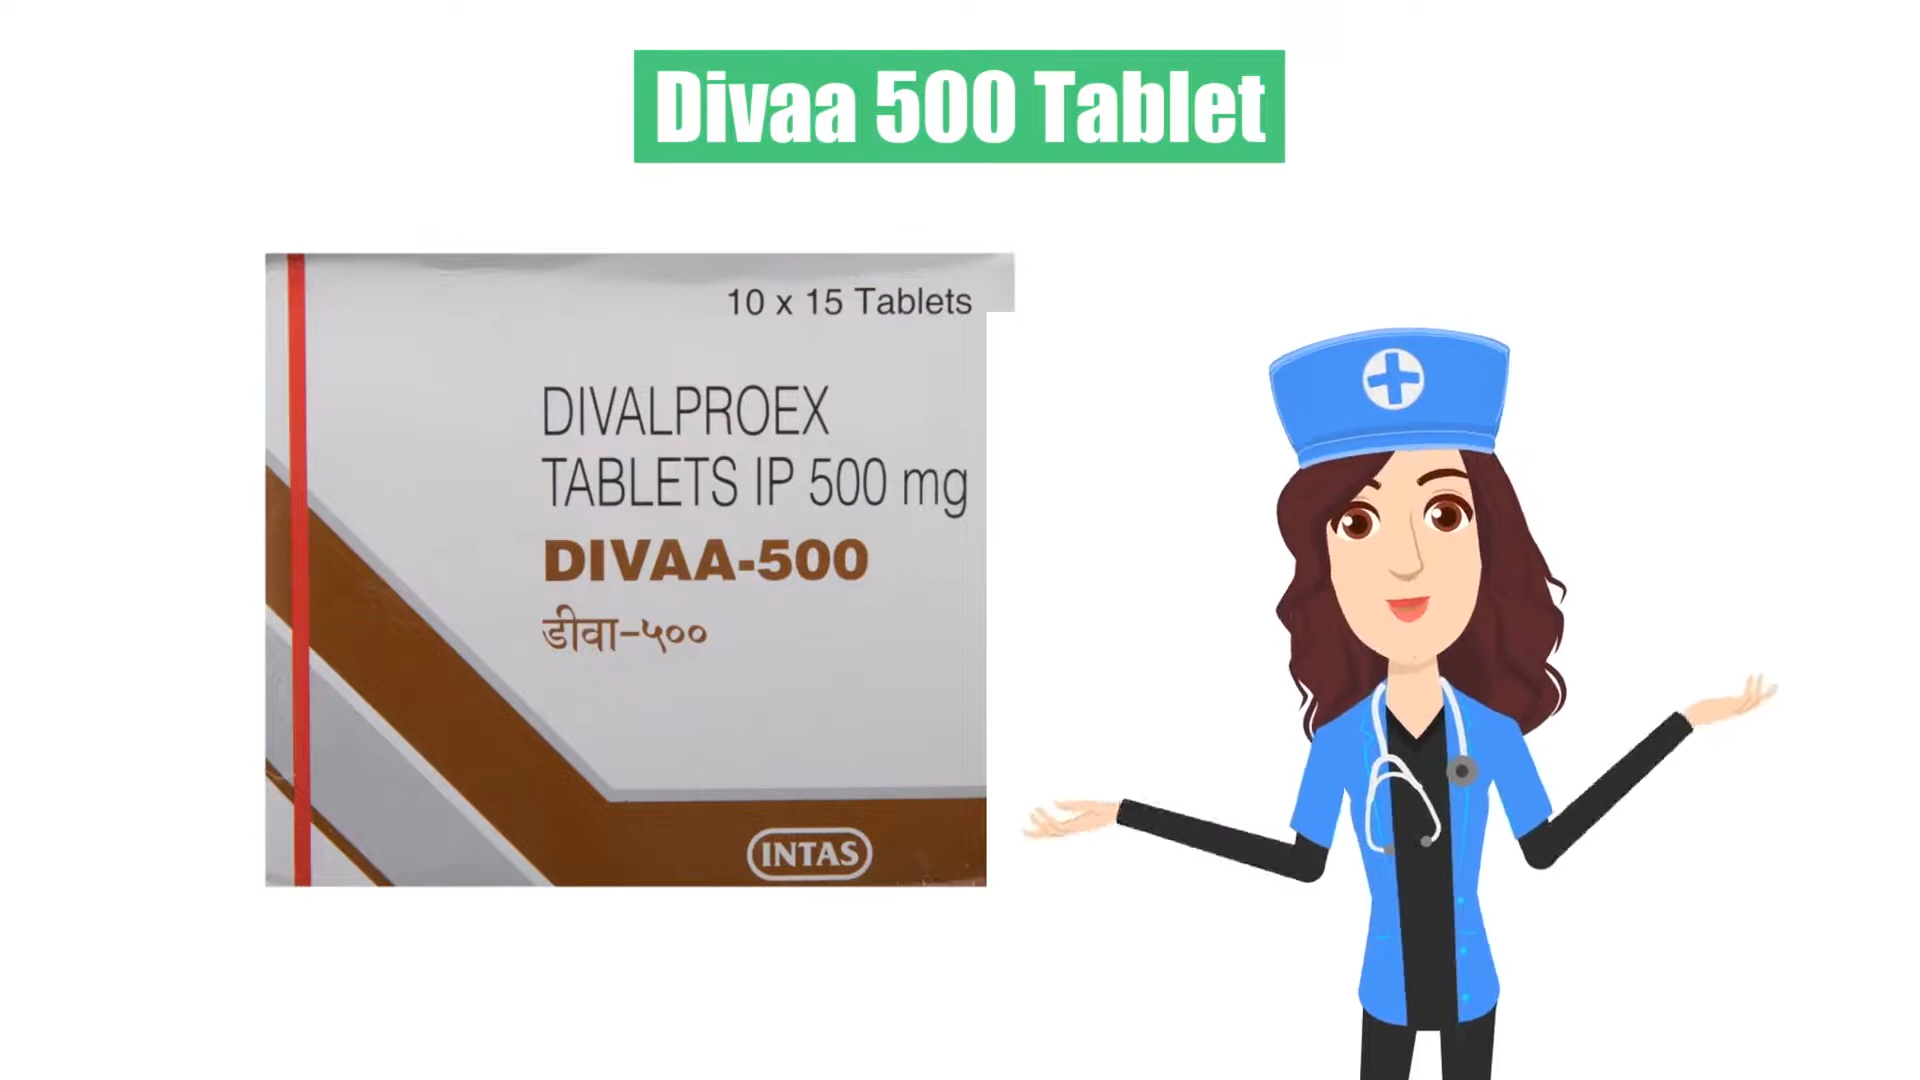 Divaa 500 Tablet
10 x 15 Tablets
DIVALPROEX
TABLETS IP 500 mg
DIVAA-500
डीवा-५००
INTAS